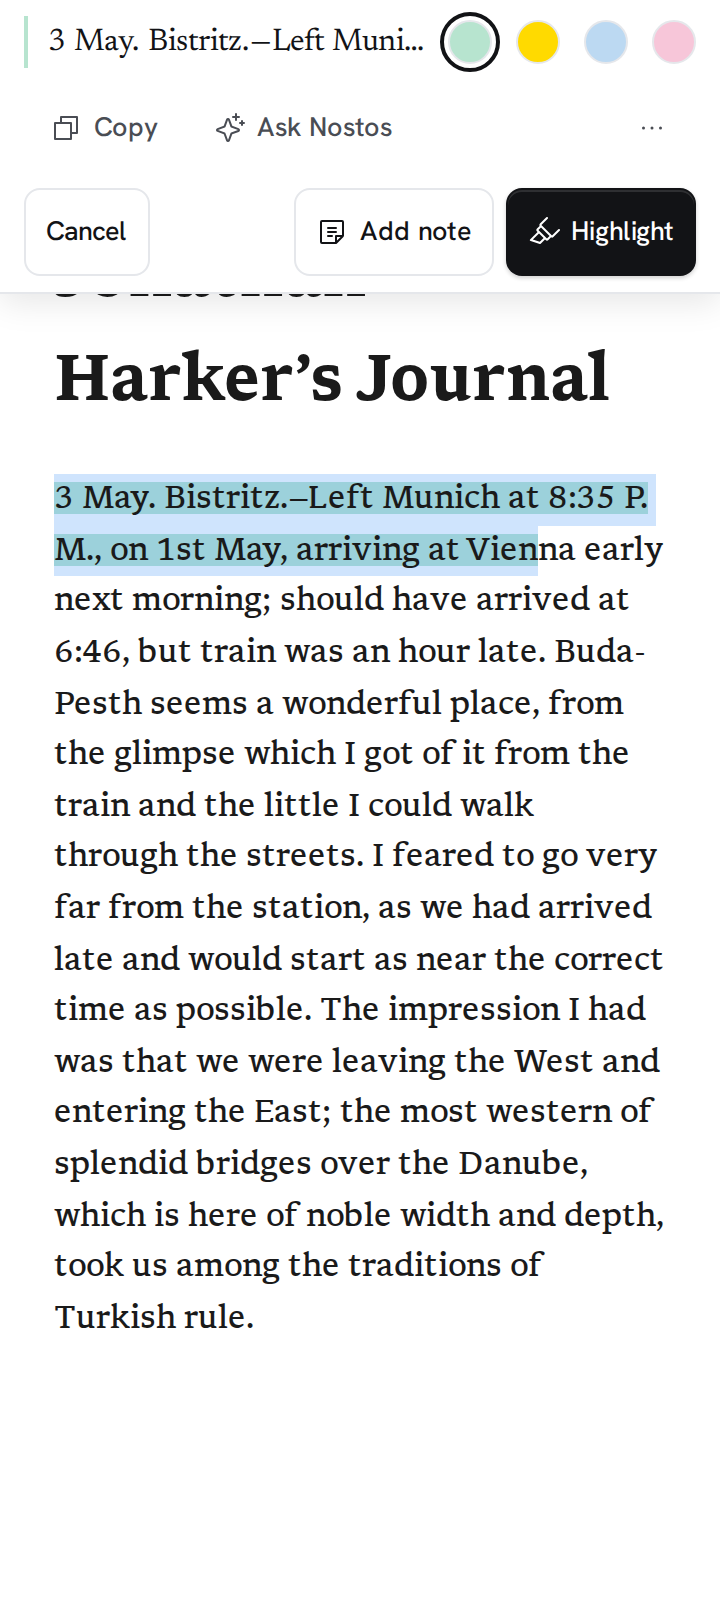 3 May. Bistritz.—Left Muni...
Copy
Ask Nostos
Cancel
Add note
Highlight
Harker’s Journal
3 May. Bistritz.—Left Munich at 8:35 P.
M., on 1st May, arriving at Vienna early
next morning; should have arrived at
6:46, but train was an hour late. Buda-
Pesth seems a wonderful place, from
the glimpse which I got of it from the
train and the little I could walk
through the streets. I feared to go very
far from the station, as we had arrived
late and would start as near the correct
time as possible. The impression I had
was that we were leaving the West and
entering the East; the most western of
splendid bridges over the Danube,
which is here of noble width and depth,
took us among the traditions of
Turkish rule.